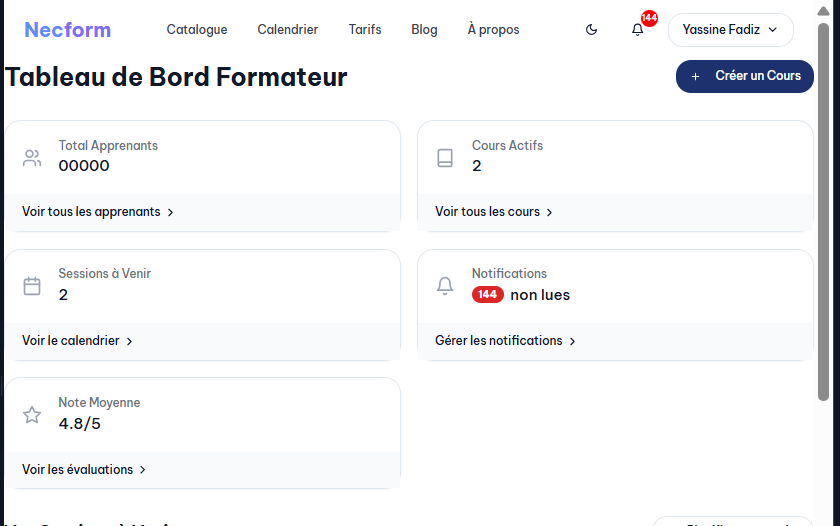 Necform Catalogue Calendrier Tarifs Blog À propos 144 Yassine Fadiz
Tableau de Bord Formateur + Créer un Cours
Total Apprenants
00000
Voir tous les apprenants
Cours Actifs
2
Voir tous les cours
Sessions à Venir
2
Voir le calendrier
Notifications
144 non lues
Gérer les notifications
Note Moyenne
4.8/5
Voir les évaluations